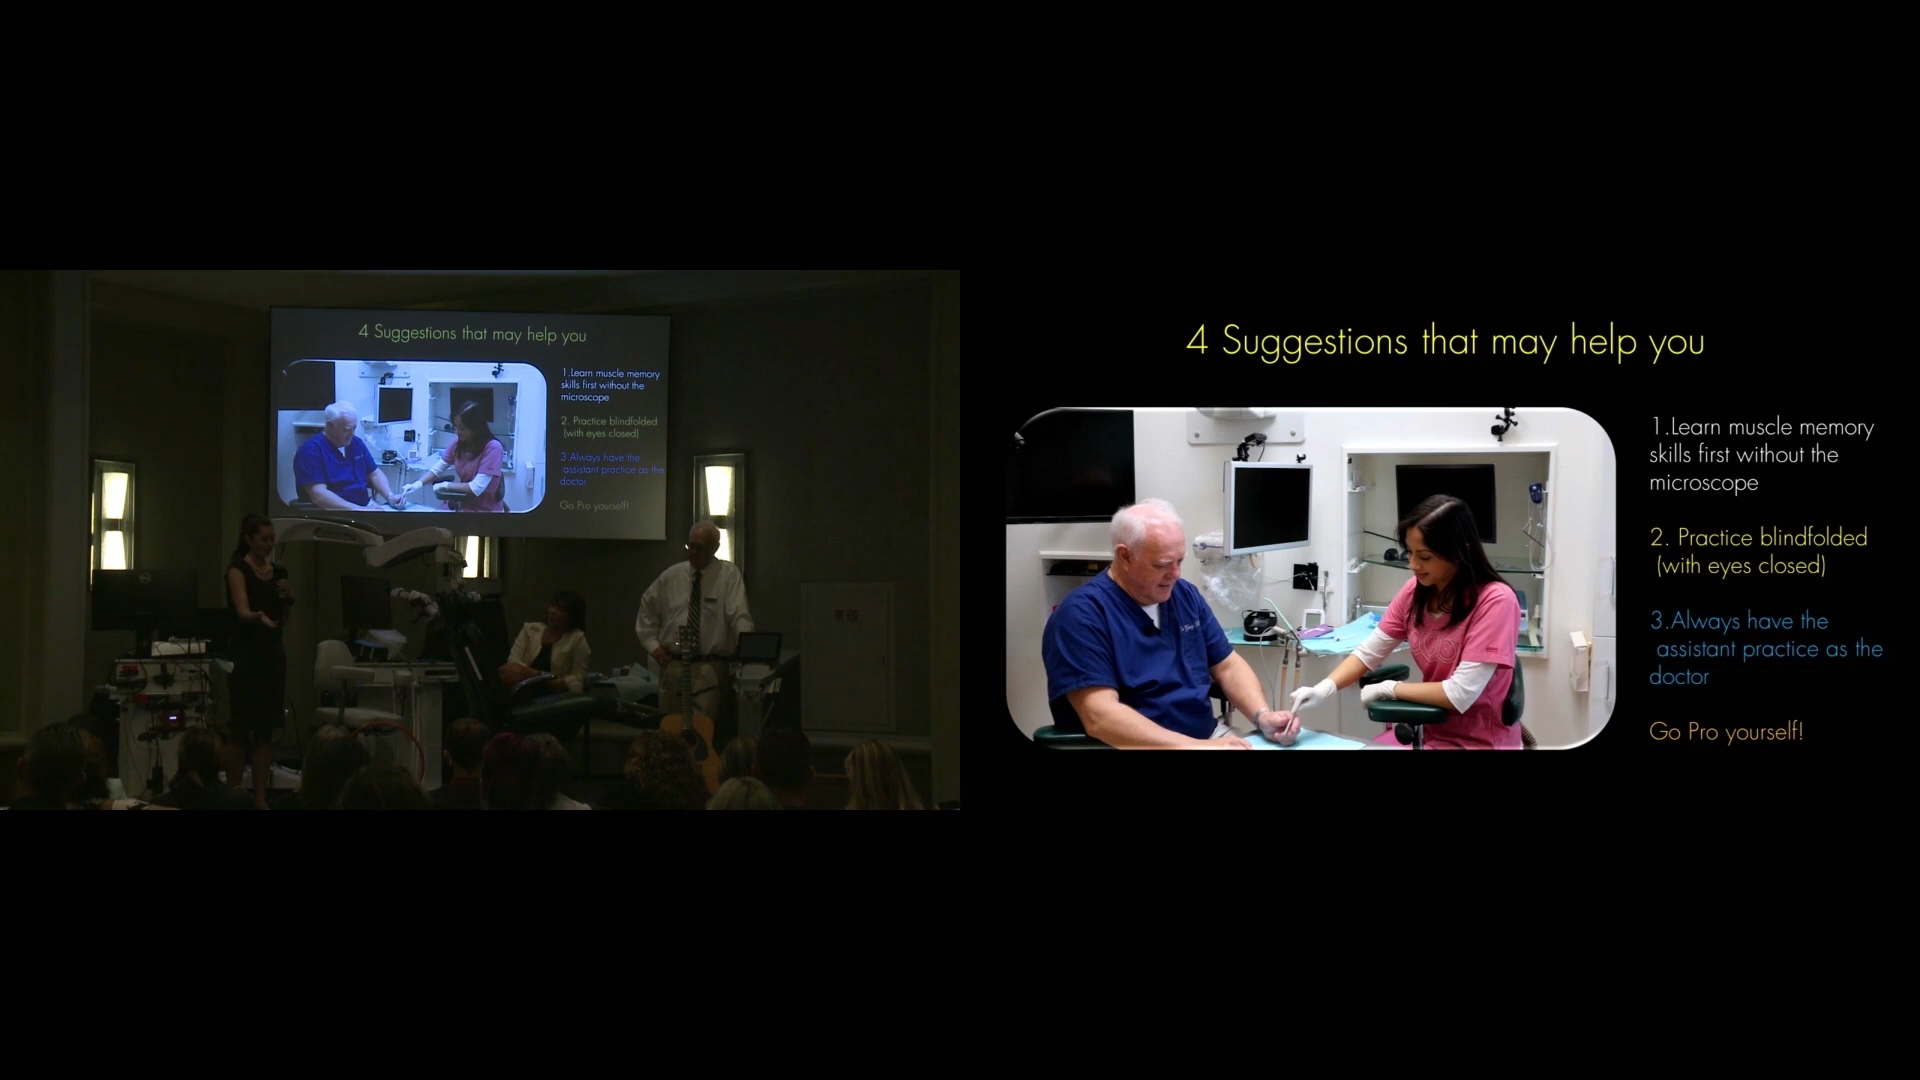 4 Suggestions that may help you
1.Learn muscle memory
skills first without the
microscope
2. Practice blindfolded
(with eyes closed)
3.Always have the
assistant practice as the
doctor
Go Pro yourself!
4 Suggestions that may help you
1.Learn muscle memory
skills first without the
microscope
2. Practice blindfolded
(with eyes closed)
3.Always have the
assistant practice as the
doctor
Go Pro yourself!